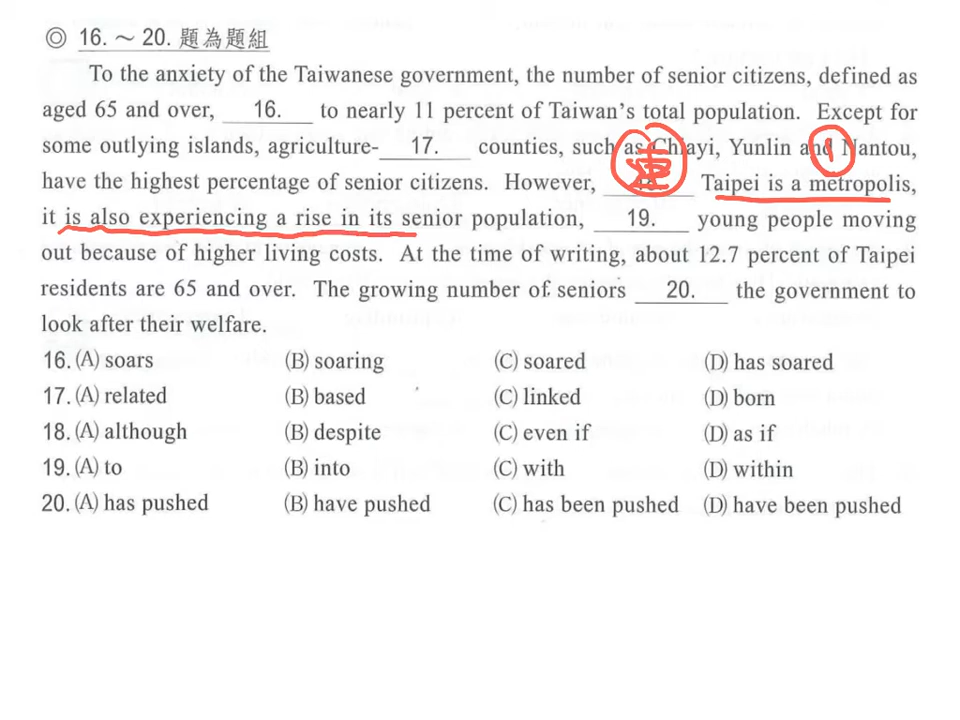 ◎ 16. ～ 20. 題為題組
To the anxiety of the Taiwanese government, the number of senior citizens, defined as
aged 65 and over, 16. to nearly 11 percent of Taiwan's total population. Except for
some outlying islands, agriculture- 17. counties, such as Chiayi, Yunlin and Nantou,
have the highest percentage of senior citizens. However, 18. Taipei is a metropolis,
it is also experiencing a rise in its senior population, 19. young people moving
out because of higher living costs. At the time of writing, about 12.7 percent of Taipei
residents are 65 and over. The growing number of seniors 20. the government to
look after their welfare.
16. (A) soars (B) soaring (C) soared (D) has soared
17. (A) related (B) based (C) linked (D) born
18. (A) although (B) despite (C) even if (D) as if
19. (A) to (B) into (C) with (D) within
20. (A) has pushed (B) have pushed (C) has been pushed (D) have been pushed
連
1